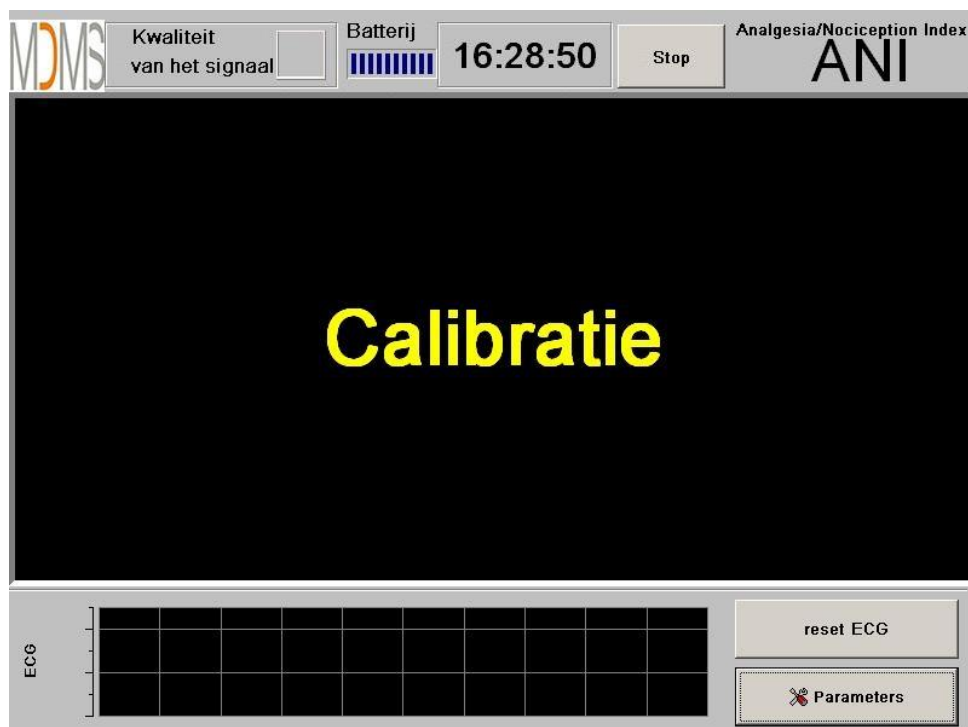 MDMS
Kwaliteit
van het signaal
Batterij
16:28:50
Stop
Analgesia/Nociception Index
ANI
Calibratie
ECG
reset ECG
Parameters